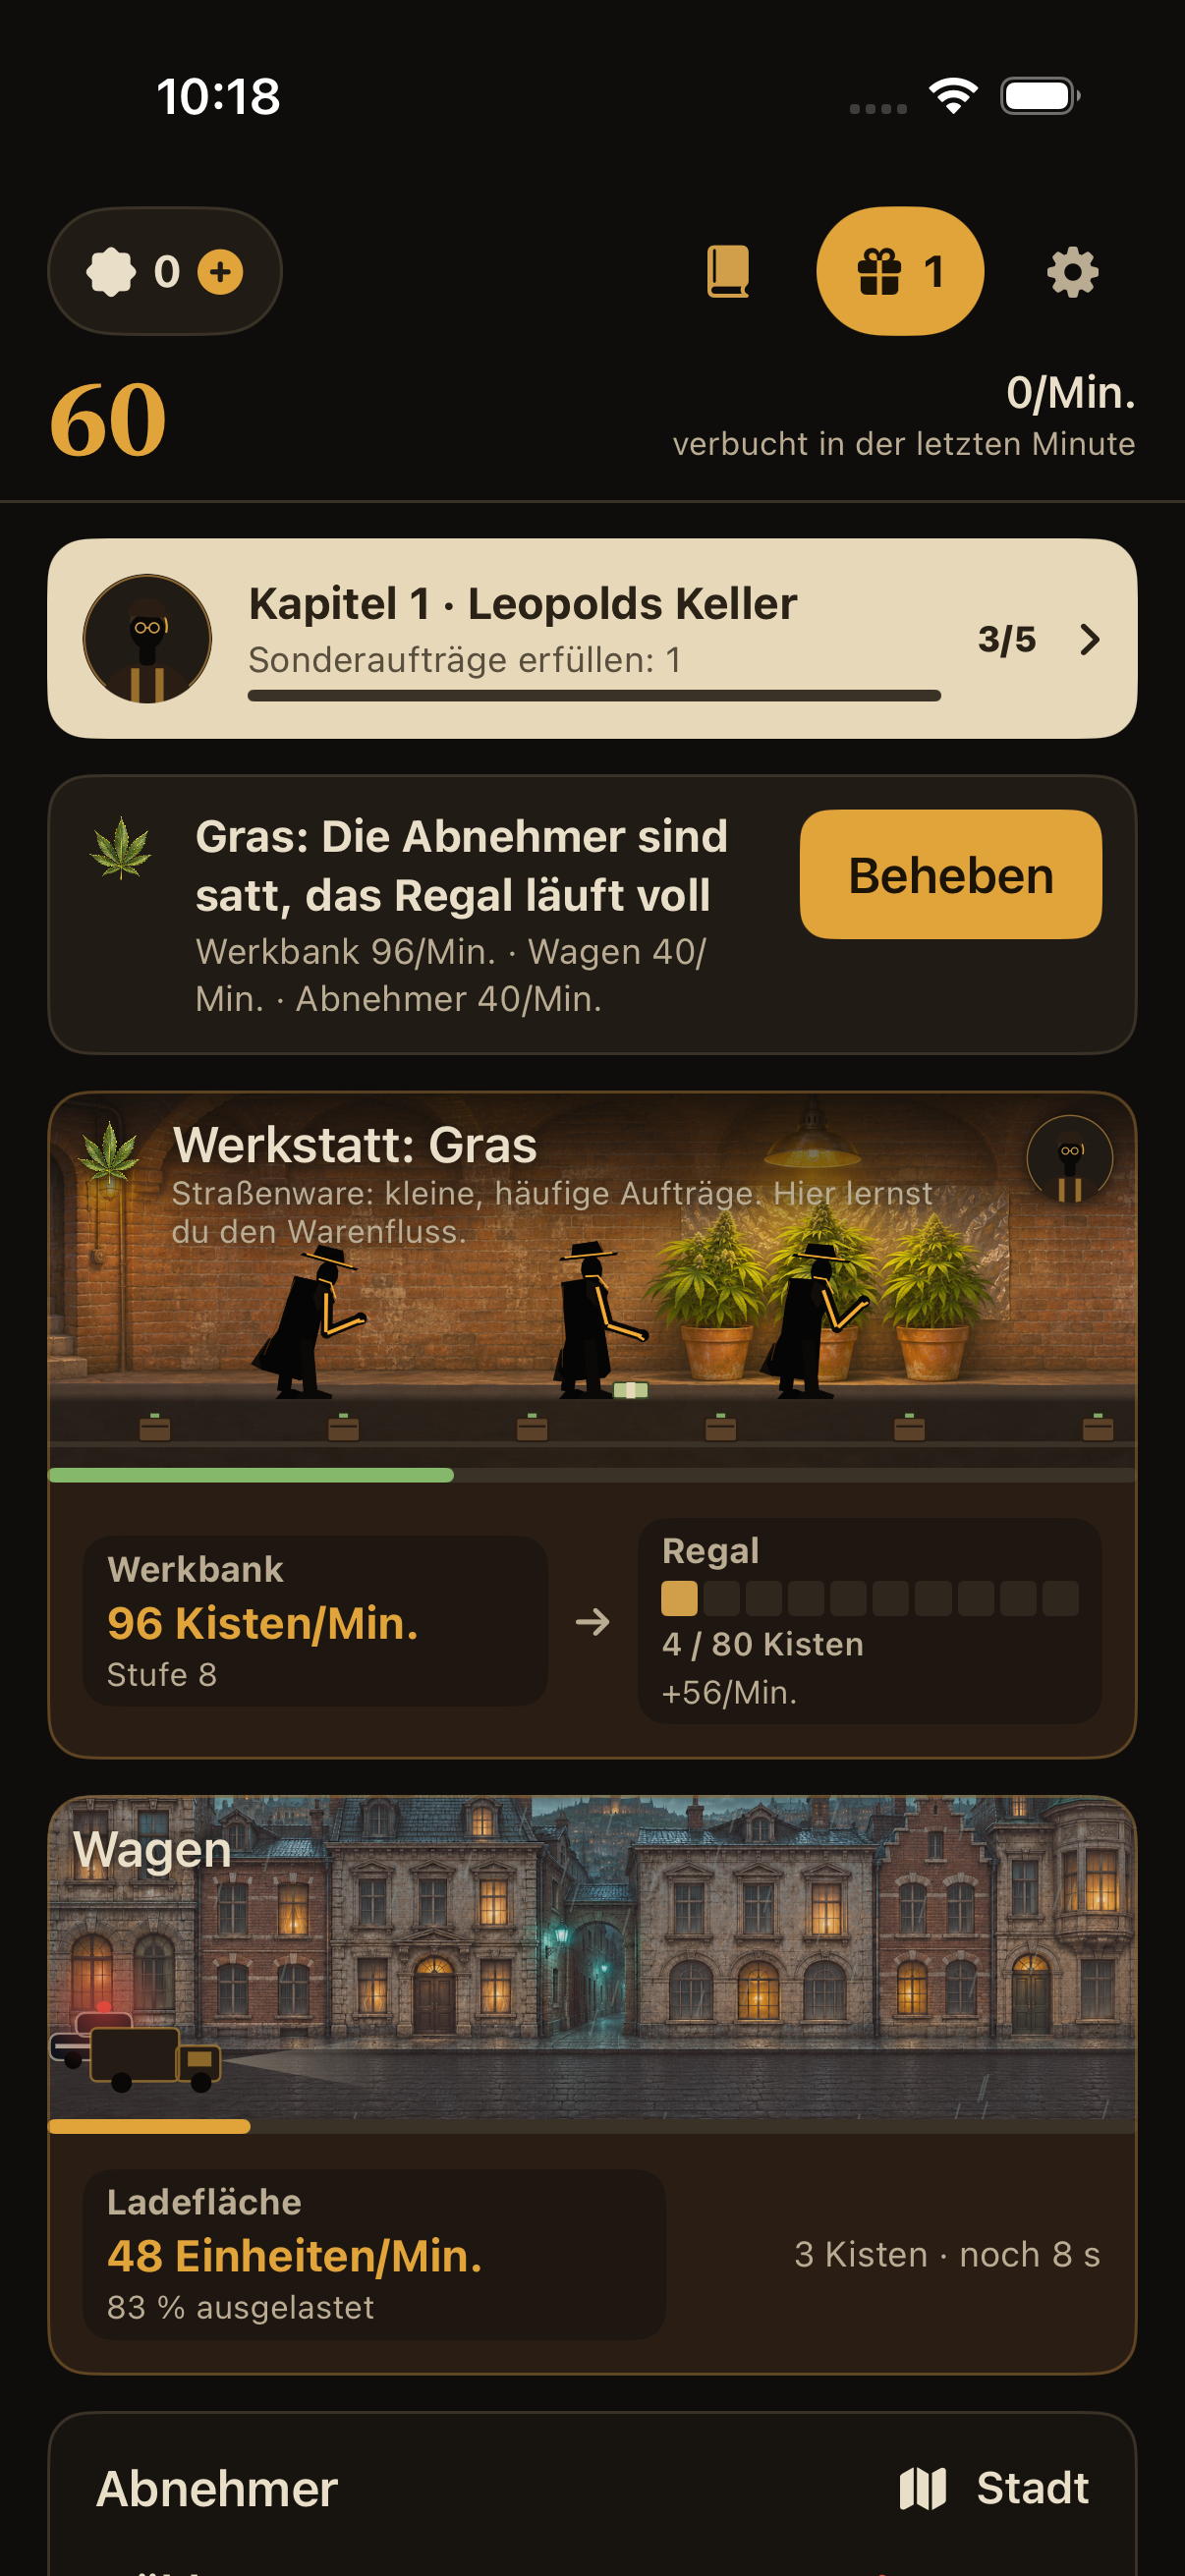 10:18
0
1
60
0/Min.
verbucht in der letzten Minute
Kapitel 1 · Leopolds Keller
Sonderaufträge erfüllen: 1
3/5
Gras: Die Abnehmer sind
satt, das Regal läuft voll
Werkbank 96/Min. · Wagen 40/
Min. · Abnehmer 40/Min.
Beheben
Werkstatt: Gras
Straßenware: kleine, häufige Aufträge. Hier lernst
du den Warenfluss.
Werkbank
96 Kisten/Min.
Stufe 8
Regal
4 / 80 Kisten
+56/Min.
Wagen
Ladefläche
48 Einheiten/Min.
83 % ausgelastet
3 Kisten · noch 8 s
Abnehmer
Stadt